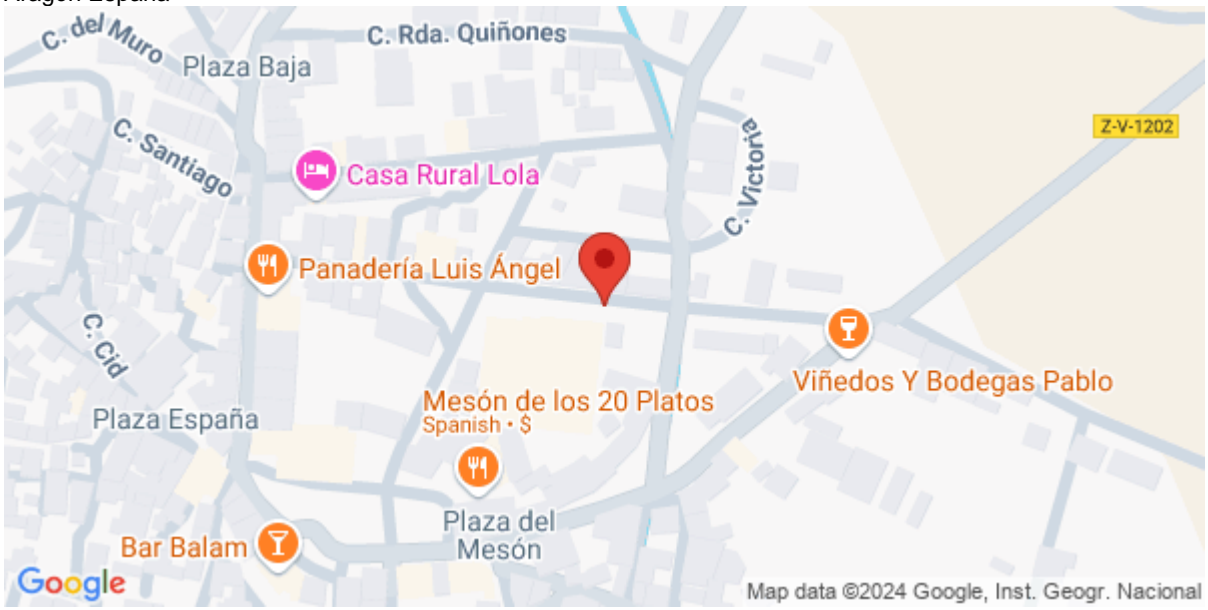 Aragón España
C. del Muro
C. Rda. Quiñones
Plaza Baja
Z-V-1202
C. Santiago
C. Victoria
Casa Rural Lola
Panadería Luis Ángel
C. Cid
Viñedos Y Bodegas Pablo
Mesón de los 20 Platos
Spanish • $
Plaza España
Plaza del
Mesón
Bar Balam
Google
Map data ©2024 Google, Inst. Geogr. Nacional